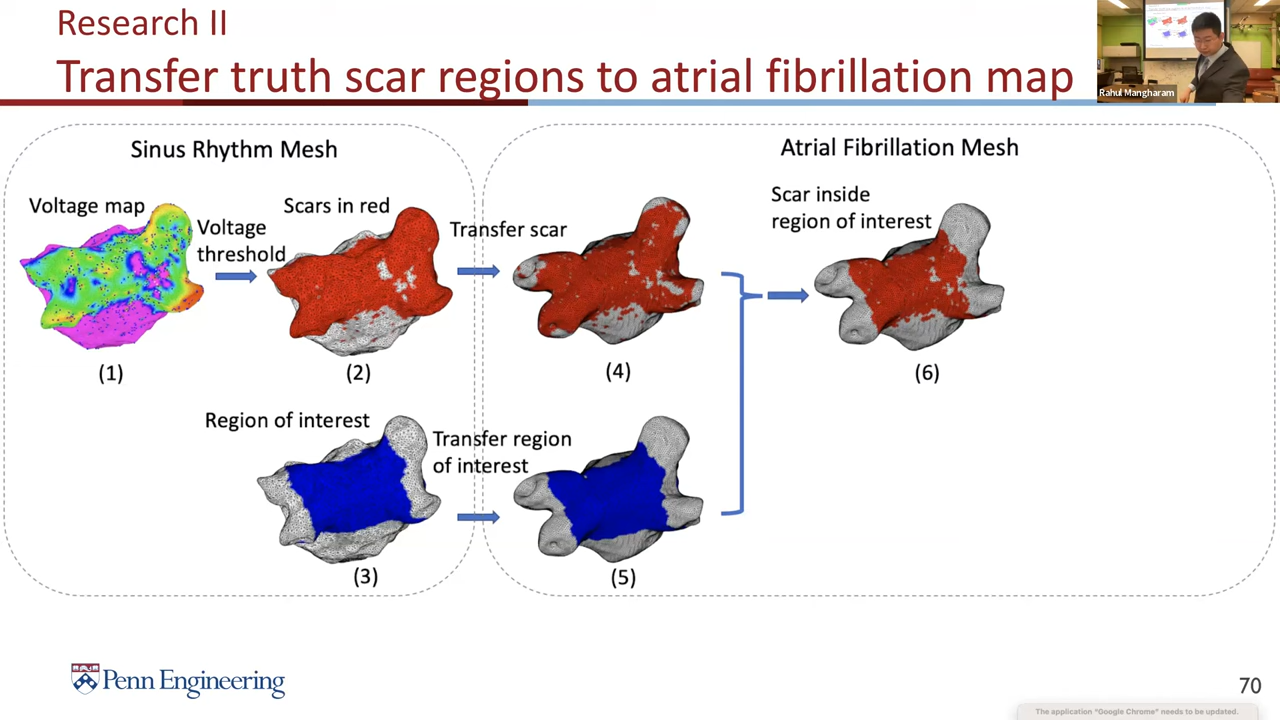 Research II
Transfer truth scar regions to atrial fibrillation map
Rahul Mangharam
Sinus Rhythm Mesh
Atrial Fibrillation Mesh
Voltage map
Voltage
threshold
Scars in red
Transfer scar
Scar inside
region of interest
(1)
(2)
(4)
(6)
Region of interest
Transfer region
of interest
(3)
(5)
Penn Engineering
70
The application "Google Chrome" needs to be updated.